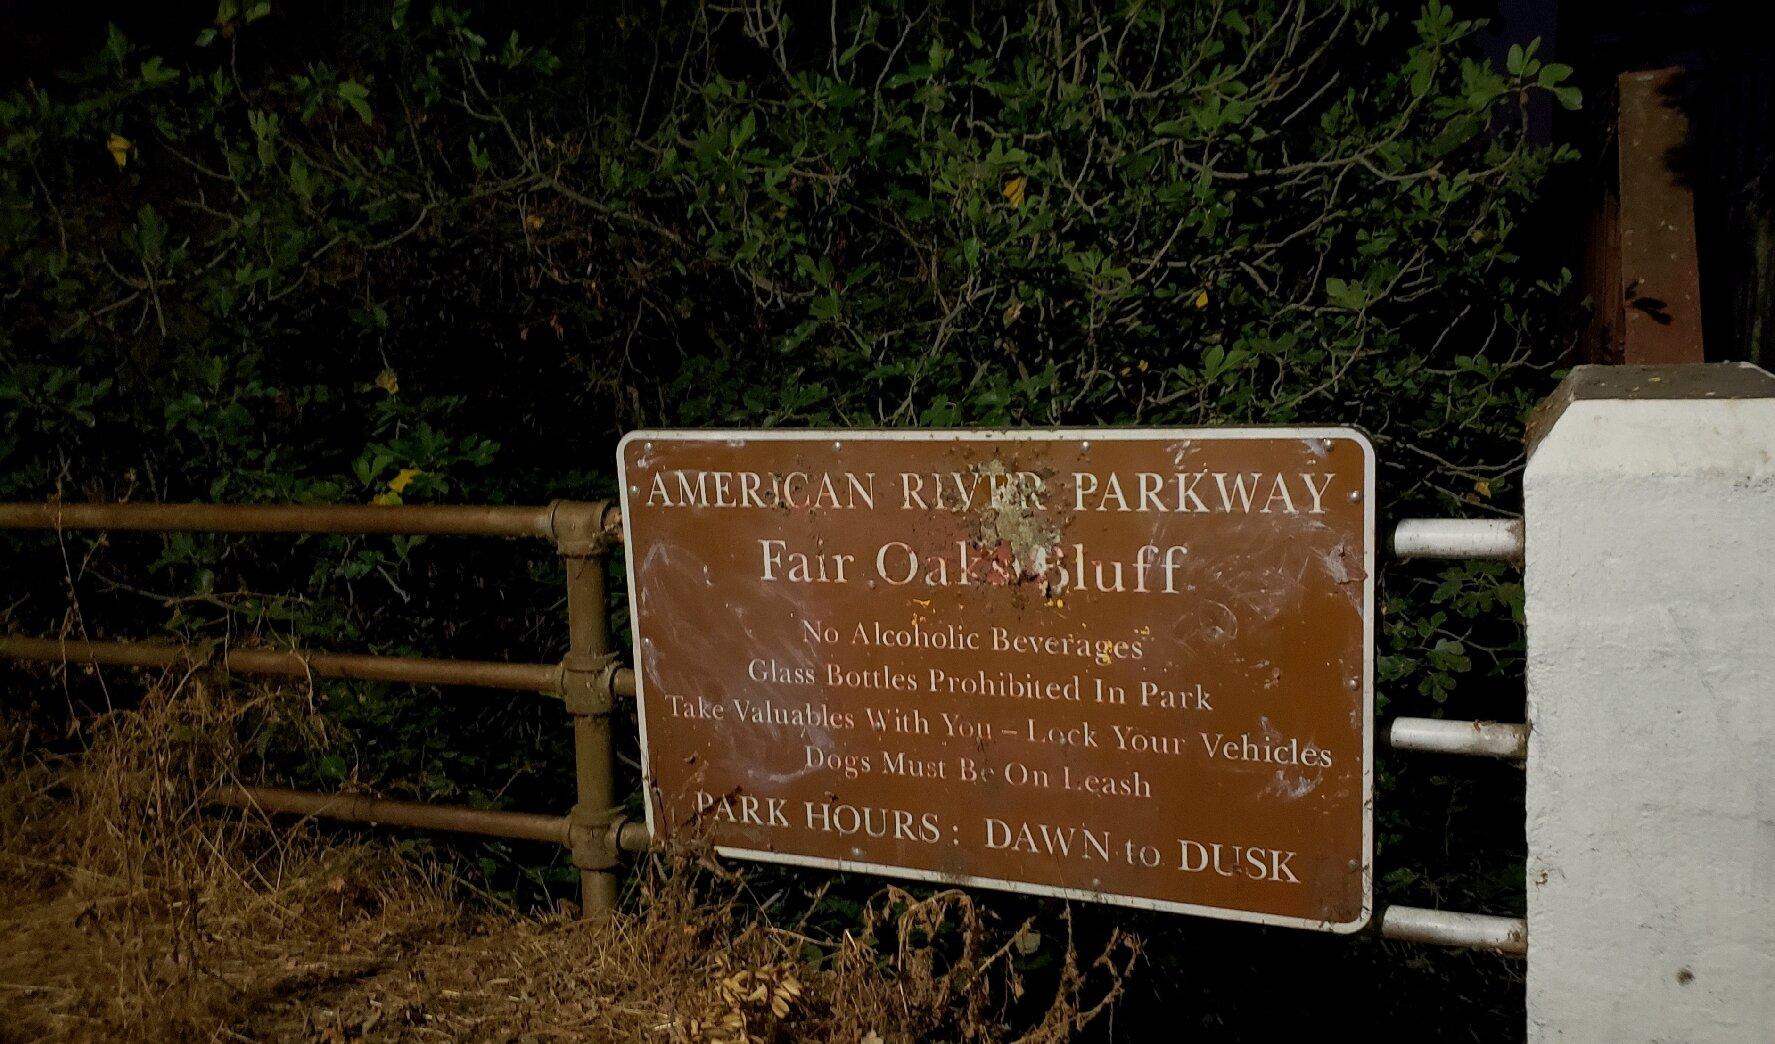 AMERICAN RIVER PARKWAY
Fair Oaks Bluff
No Alcoholic Beverages
Glass Bottles Prohibited In Park
Take Valuables With You – Lock Your Vehicles
Dogs Must Be On Leash
PARK HOURS: DAWN to DUSK